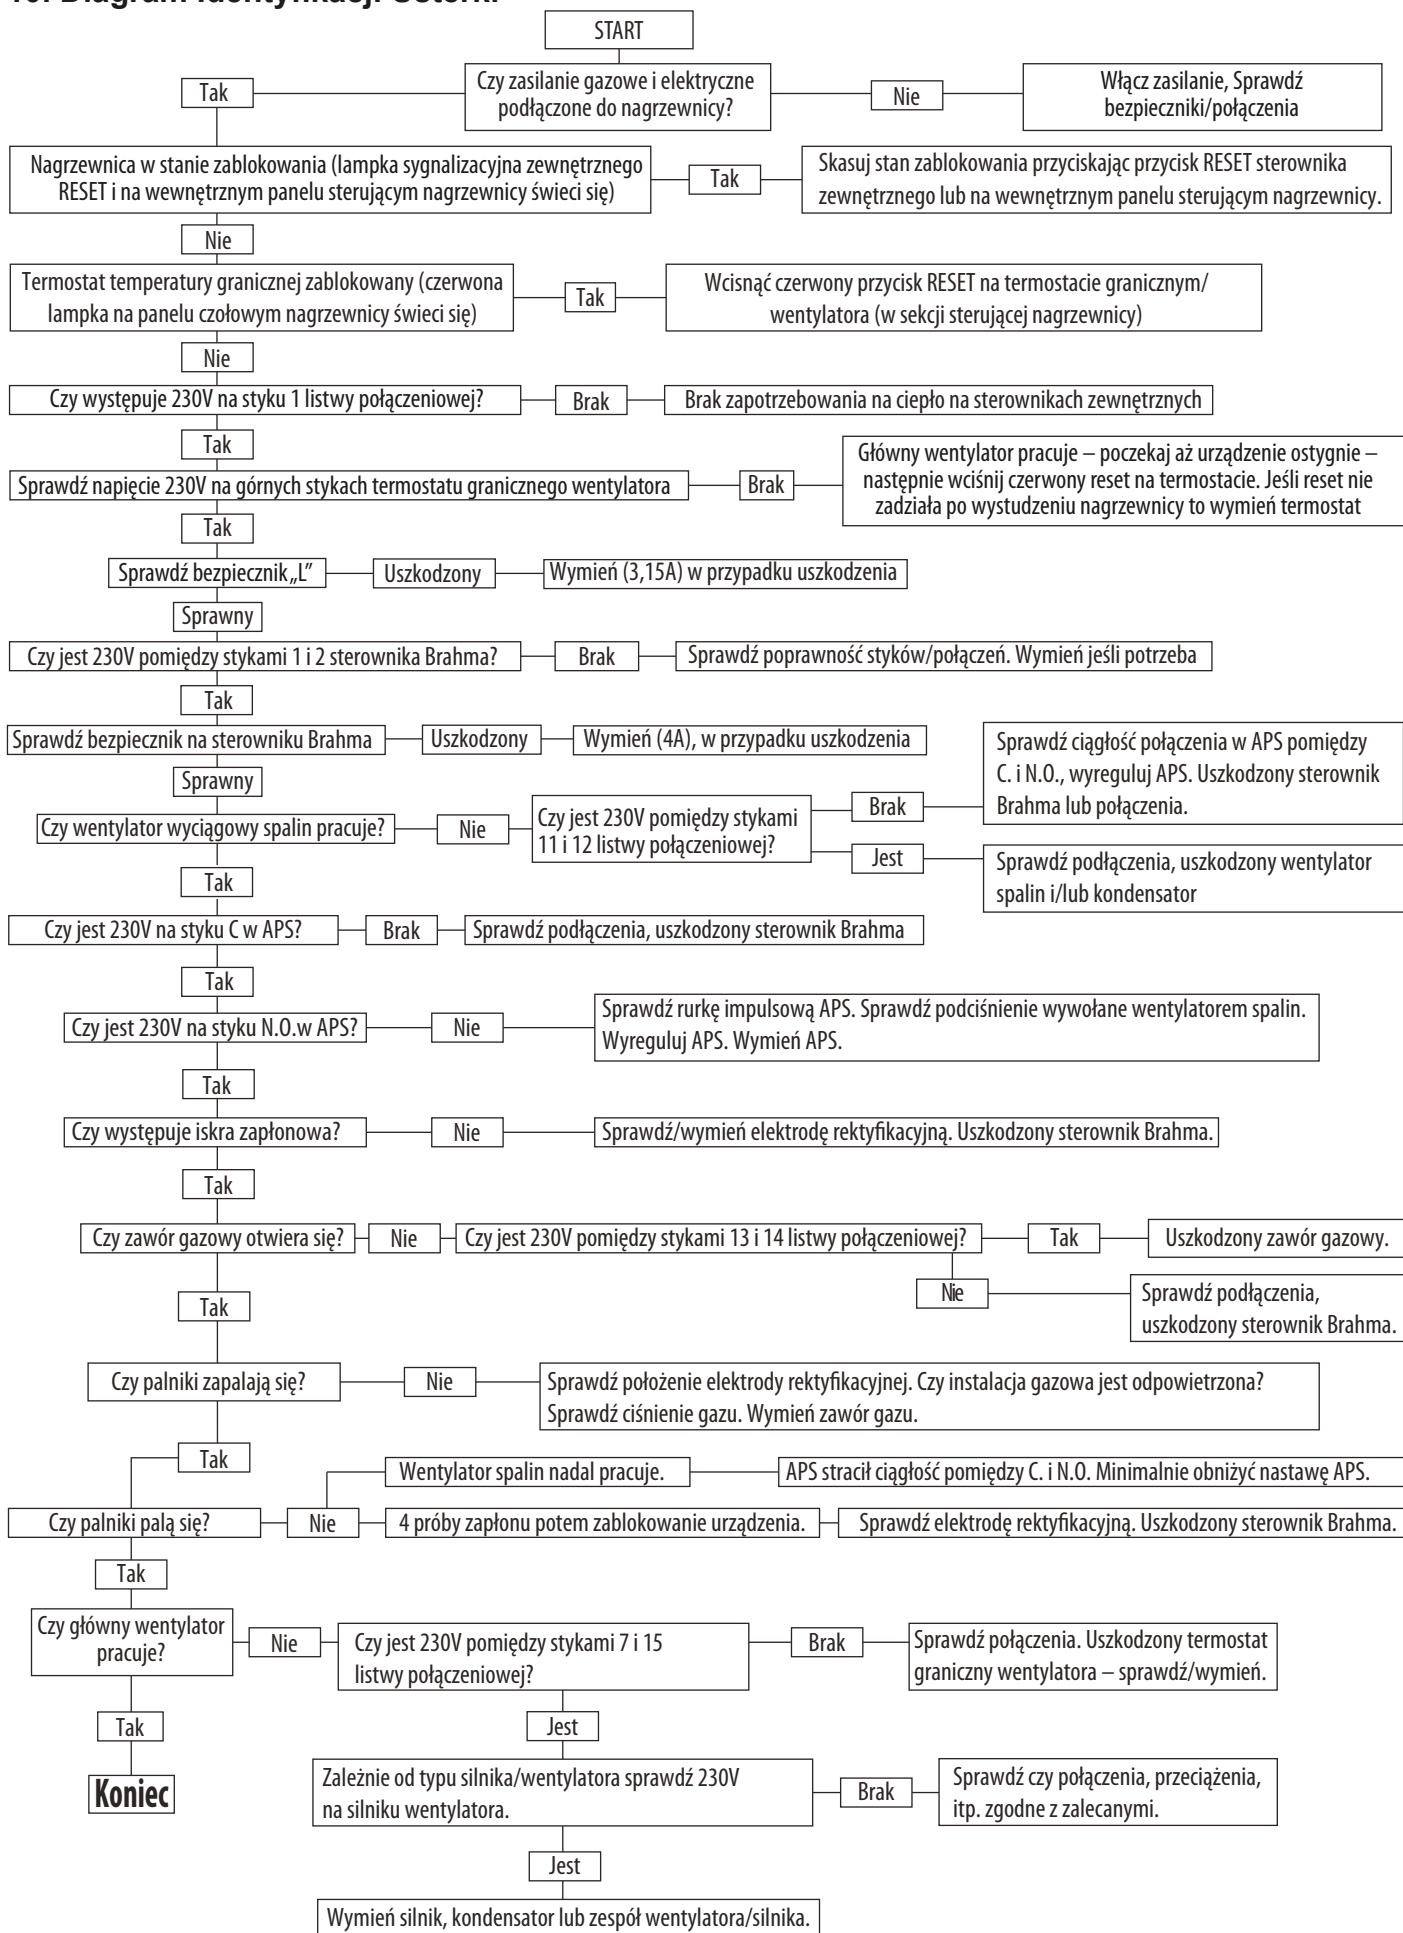 10. Diagram Identyfikacji Usterki
START
Czy zasilanie gazowe i elektryczne
podłączone do nagrzewnicy?
Tak
Nie
Włącz zasilanie, Sprawdź
bezpieczniki/połączenia
Nagrzewnica w stanie zablokowania (lampka sygnalizacyjna zewnętrznego
RESET i na wewnętrznym panelu sterującym nagrzewnicy świeci się)
Tak
Skasuj stan zablokowania przyciskając przycisk RESET sterownika
zewnętrznego lub na wewnętrznym panelu sterującym nagrzewnicy.
Nie
Termostat temperatury granicznej zablokowany (czerwona
lampka na panelu czołowym nagrzewnicy świeci się)
Tak
Wcisnąć czerwony przycisk RESET na termostacie granicznym/
wentylatora (w sekcji sterującej nagrzewnicy)
Nie
Czy występuje 230V na styku 1 listwy połączeniowej?
Brak
Brak zapotrzebowania na ciepło na sterownikach zewnętrznych
Tak
Sprawdź napięcie 230V na górnych stykach termostatu granicznego wentylatora
Brak
Główny wentylator pracuje – poczekaj aż urządzenie ostygnie –
następnie wciśnij czerwony reset na termostacie. Jeśli reset nie
zadziała po wystudzeniu nagrzewnicy to wymień termostat
Tak
Sprawdź bezpiecznik „L”
Uszkodzony
Wymień (3,15A) w przypadku uszkodzenia
Sprawny
Czy jest 230V pomiędzy stykami 1 i 2 sterownika Brahma?
Brak
Sprawdź poprawność styków/połączeń. Wymień jeśli potrzeba
Tak
Sprawdź bezpiecznik na sterowniku Brahma
Uszkodzony
Wymień (4A), w przypadku uszkodzenia
Sprawny
Czy wentylator wyciągowy spalin pracuje?
Nie
Czy jest 230V pomiędzy stykami
11 i 12 listwy połączeniowej?
Brak
Sprawdź ciągłość połączenia w APS pomiędzy
C. i N.O., wyreguluj APS. Uszkodzony sterownik
Brahma lub połączenia.
Jest
Sprawdź podłączenia, uszkodzony wentylator
spalin i/lub kondensator
Tak
Czy jest 230V na styku C w APS?
Brak
Sprawdź podłączenia, uszkodzony sterownik Brahma
Tak
Czy jest 230V na styku N.O.w APS?
Nie
Sprawdź rurkę impulsową APS. Sprawdź podciśnienie wywołane wentylatorem spalin.
Wyreguluj APS. Wymień APS.
Tak
Czy występuje iskra zapłonowa?
Nie
Sprawdź/wymień elektrodę rektyfikacyjną. Uszkodzony sterownik Brahma.
Tak
Czy zawór gazowy otwiera się?
Nie
Czy jest 230V pomiędzy stykami 13 i 14 listwy połączeniowej?
Tak
Uszkodzony zawór gazowy.
Nie
Sprawdź podłączenia,
uszkodzony sterownik Brahma.
Tak
Czy palniki zapalają się?
Nie
Sprawdź położenie elektrody rektyfikacyjnej. Czy instalacja gazowa jest odpowietrzona?
Sprawdź ciśnienie gazu. Wymień zawór gazu.
Tak
Wentylator spalin nadal pracuje.
APS stracił ciągłość pomiędzy C. i N.O. Minimalnie obniżyć nastawę APS.
Czy palniki palą się?
Nie
4 próby zapłonu potem zablokowanie urządzenia.
Sprawdź elektrodę rektyfikacyjną. Uszkodzony sterownik Brahma.
Tak
Czy główny wentylator
pracuje?
Nie
Czy jest 230V pomiędzy stykami 7 i 15
listwy połączeniowej?
Brak
Sprawdź połączenia. Uszkodzony termostat
graniczny wentylatora – sprawdź/wymień.
Tak
Jest
Koniec
Zależnie od typu silnika/wentylatora sprawdź 230V
na silniku wentylatora.
Brak
Sprawdź czy połączenia, przeciążenia,
itp. zgodne z zalecanymi.
Jest
Wymień silnik, kondensator lub zespół wentylatora/silnika.